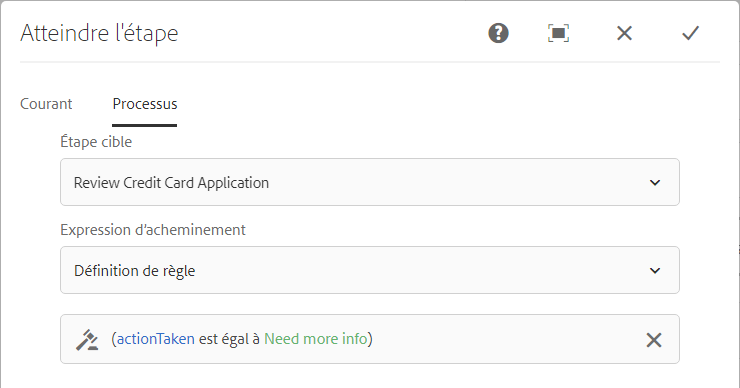 Atteindre l'étape
Courant Processus
Étape cible
Review Credit Card Application
Expression d’acheminement
Définition de règle
(actionTaken est égal à Need more info)